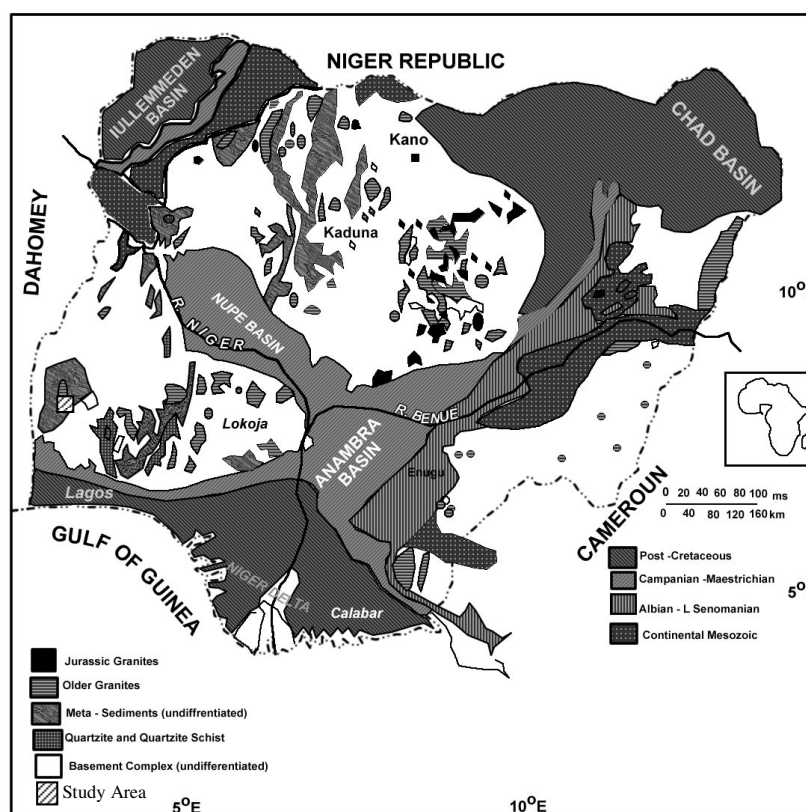 NIGER REPUBLIC
IULLEMMEDEN
BASIN
CHAD BASIN
Kano
DAHOMEY
Kaduna
10°
NUPE BASIN
R. NIGER
R. BENUE
Lokoja
ANAMBRA
BASIN
Enugu
Lagos
0 20 40 60 80 100 ms
0 40 80 120 160 km
CAMEROUN
GULF OF GUINEA
NIGER DELTA
Calabar
Post -Cretaceous
Campanian -Maestrichian
Albian - L Senomanian
Continental Mesozoic
5°
Jurassic Granites
Older Granites
Meta - Sediments (undiffrentiated)
Quartzite and Quartzite Schist
Basement Complex (undifferentiated)
Study Area
5°E
10°E